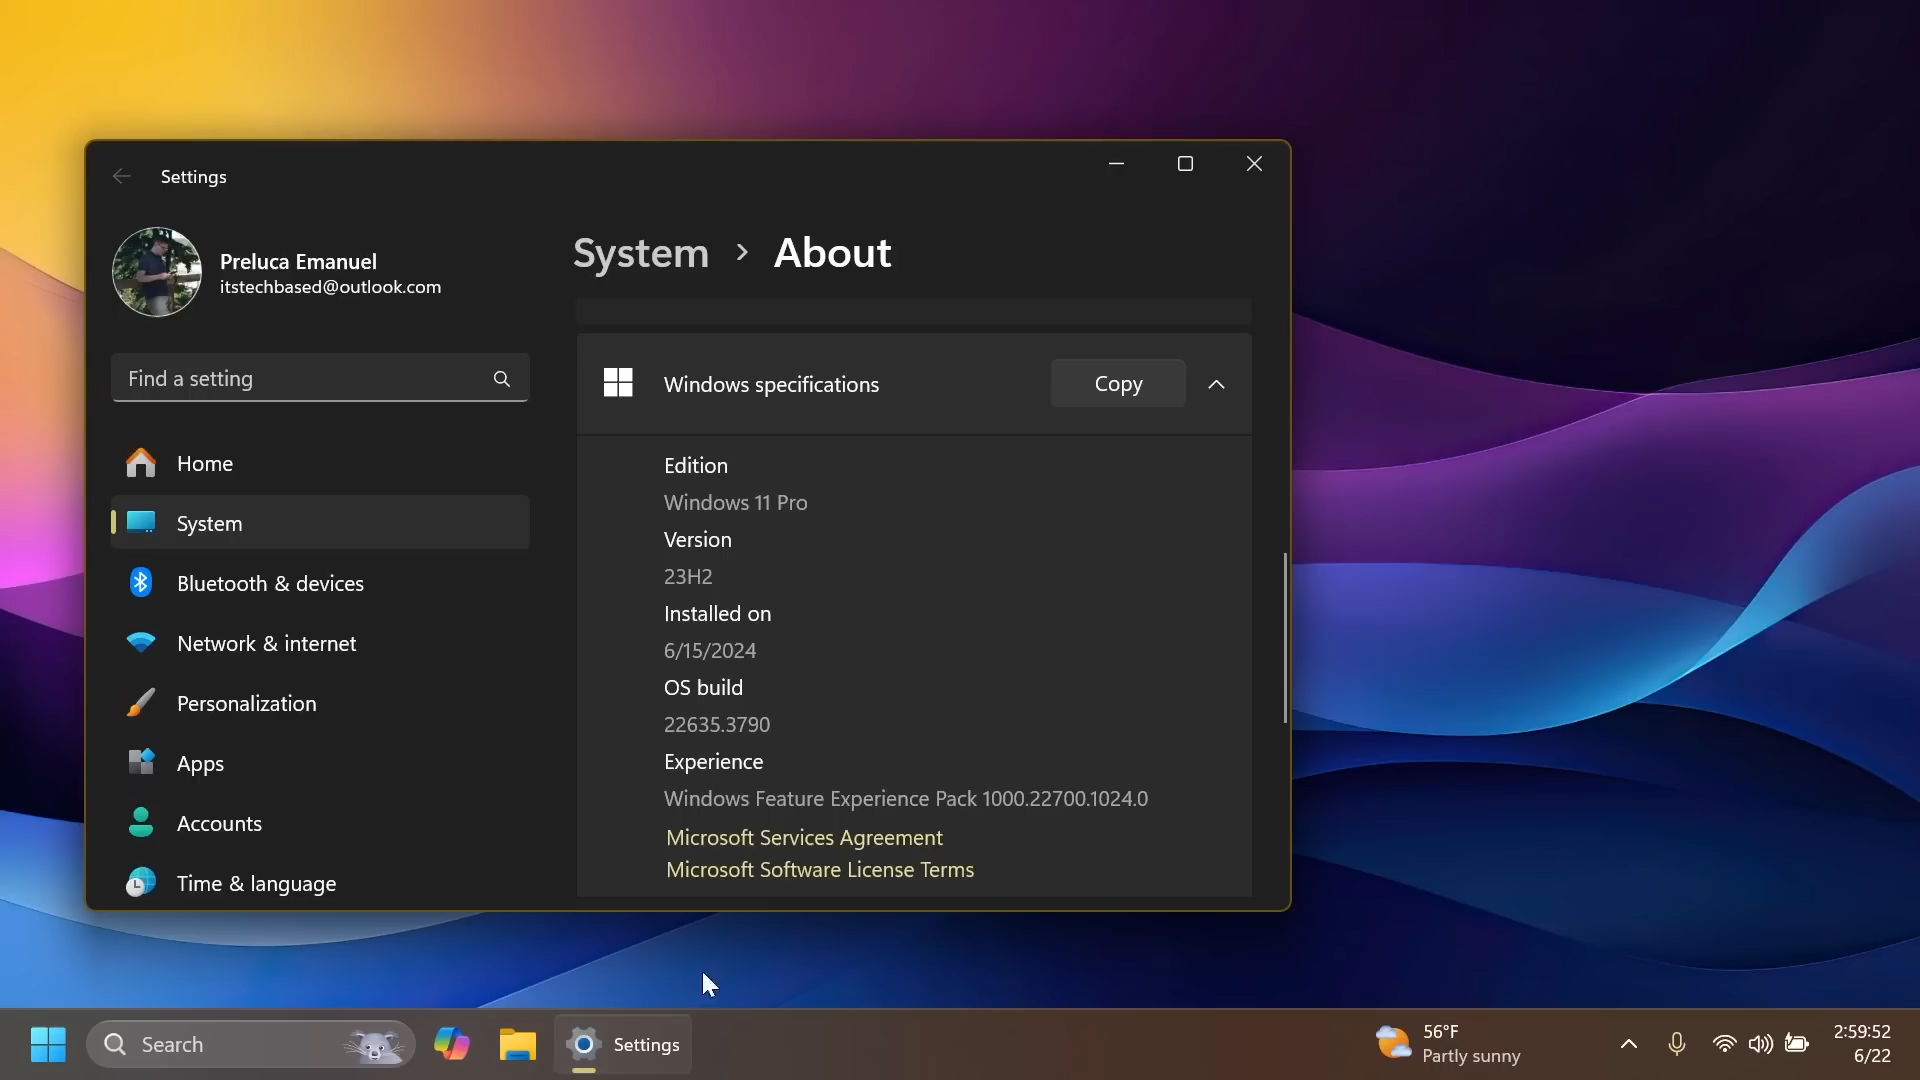 Settings
Preluca Emanuel
itstechbased@outlook.com
Find a setting
Home
System
Bluetooth & devices
Network & internet
Personalization
Apps
Accounts
Time & language
System > About
Windows specifications
Copy
Edition
Windows 11 Pro
Version
23H2
Installed on
6/15/2024
OS build
22635.3790
Experience
Windows Feature Experience Pack 1000.22700.1024.0
Microsoft Services Agreement
Microsoft Software License Terms
Search
Settings
56°F
Partly sunny
2:59:52
6/22